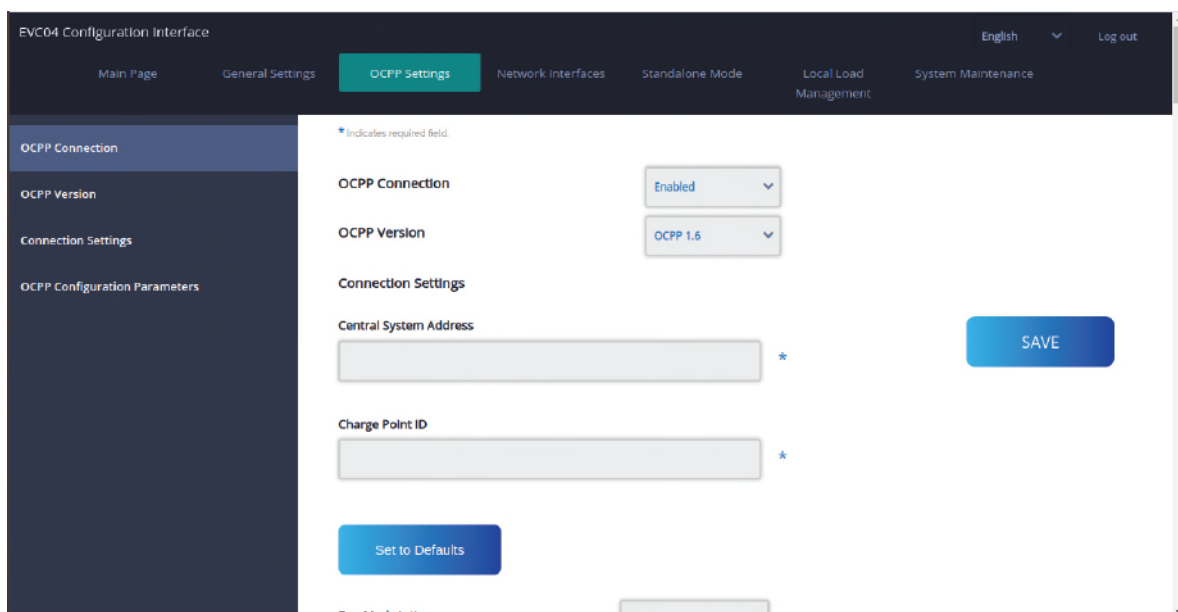 EVC04 Configuration Interface
English
Log out
Main Page
General Settings
OCPP Settings
Network Interfaces
Standalone Mode
Local Load
Management
System Maintenance
OCPP Connection
OCPP Version
Connection Settings
OCPP Configuration Parameters
* Indicates required field.
OCPP Connection
Enabled
OCPP Version
OCPP 1.6
Connection Settings
Central System Address
*
SAVE
Charge Point ID
*
Set to Defaults